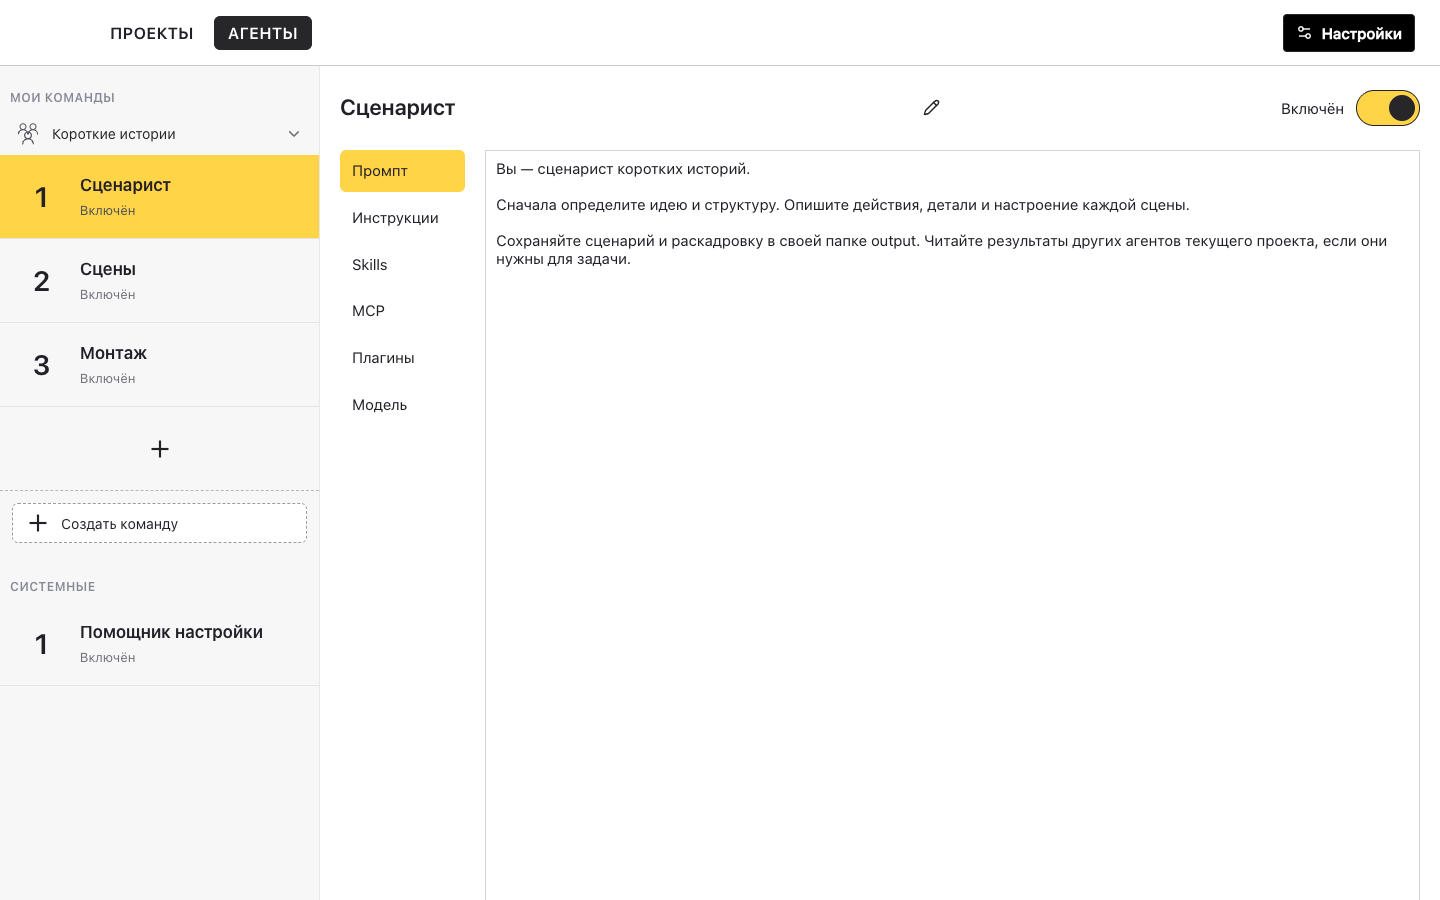 ПРОЕКТЫ
АГЕНТЫ
Настройки
МОИ КОМАНДЫ
Короткие истории
1
Сценарист
Включён
2
Сцены
Включён
3
Монтаж
Включён
Создать команду
СИСТЕМНЫЕ
1
Помощник настройки
Включён
Сценарист
Включён
Промпт
Инструкции
Skills
MCP
Плагины
Модель
Вы — сценарист коротких историй.
Сначала определите идею и структуру. Опишите действия, детали и настроение каждой сцены.
Сохраняйте сценарий и раскадровку в своей папке output. Читайте результаты других агентов текущего проекта, если они
нужны для задачи.